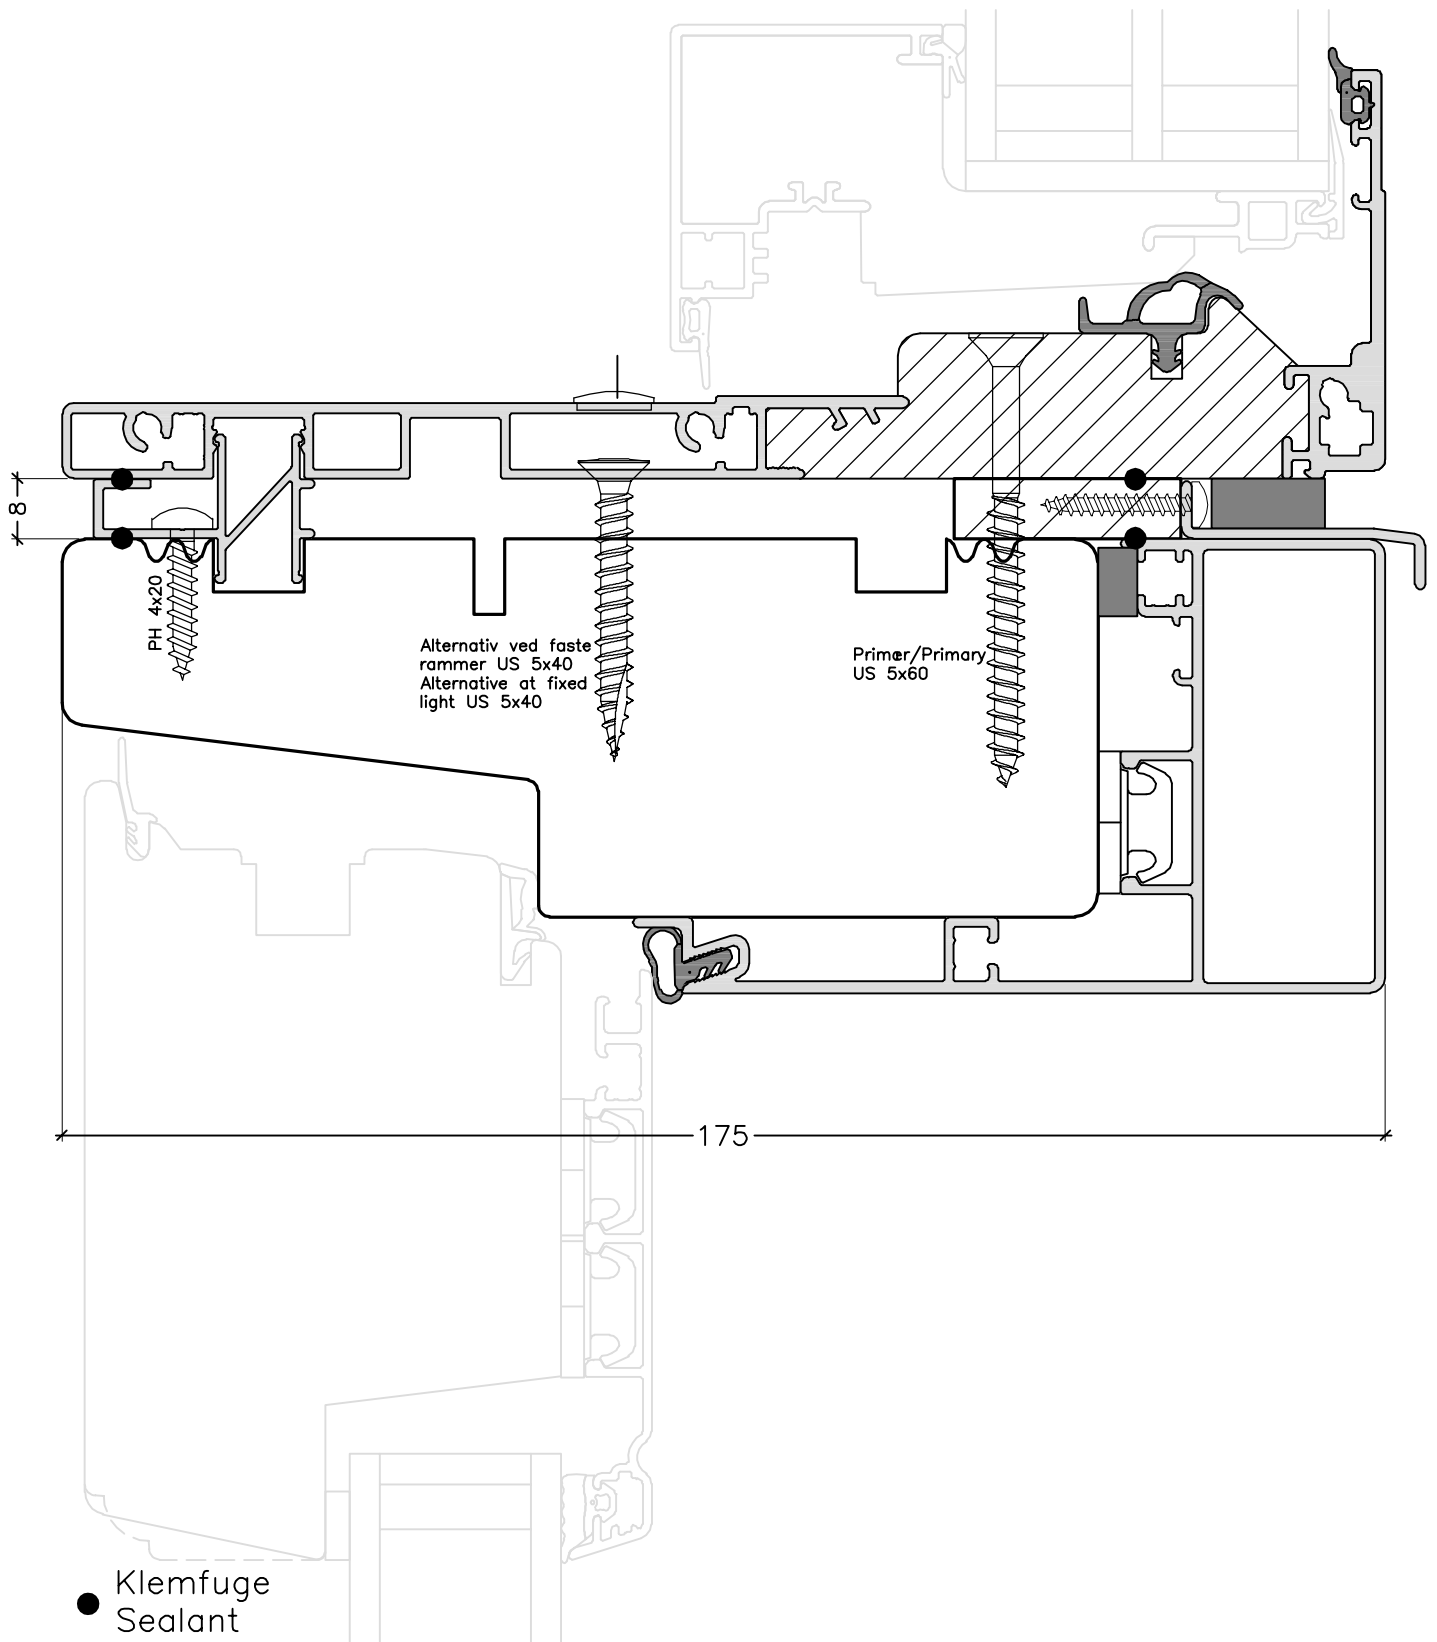 8
PH 4x20
Alternativ ved faste
rammer US 5x40
Alternative at fixed
light US 5x40
Primær/Primary
US 5x60
175
Klemfuge
Sealant